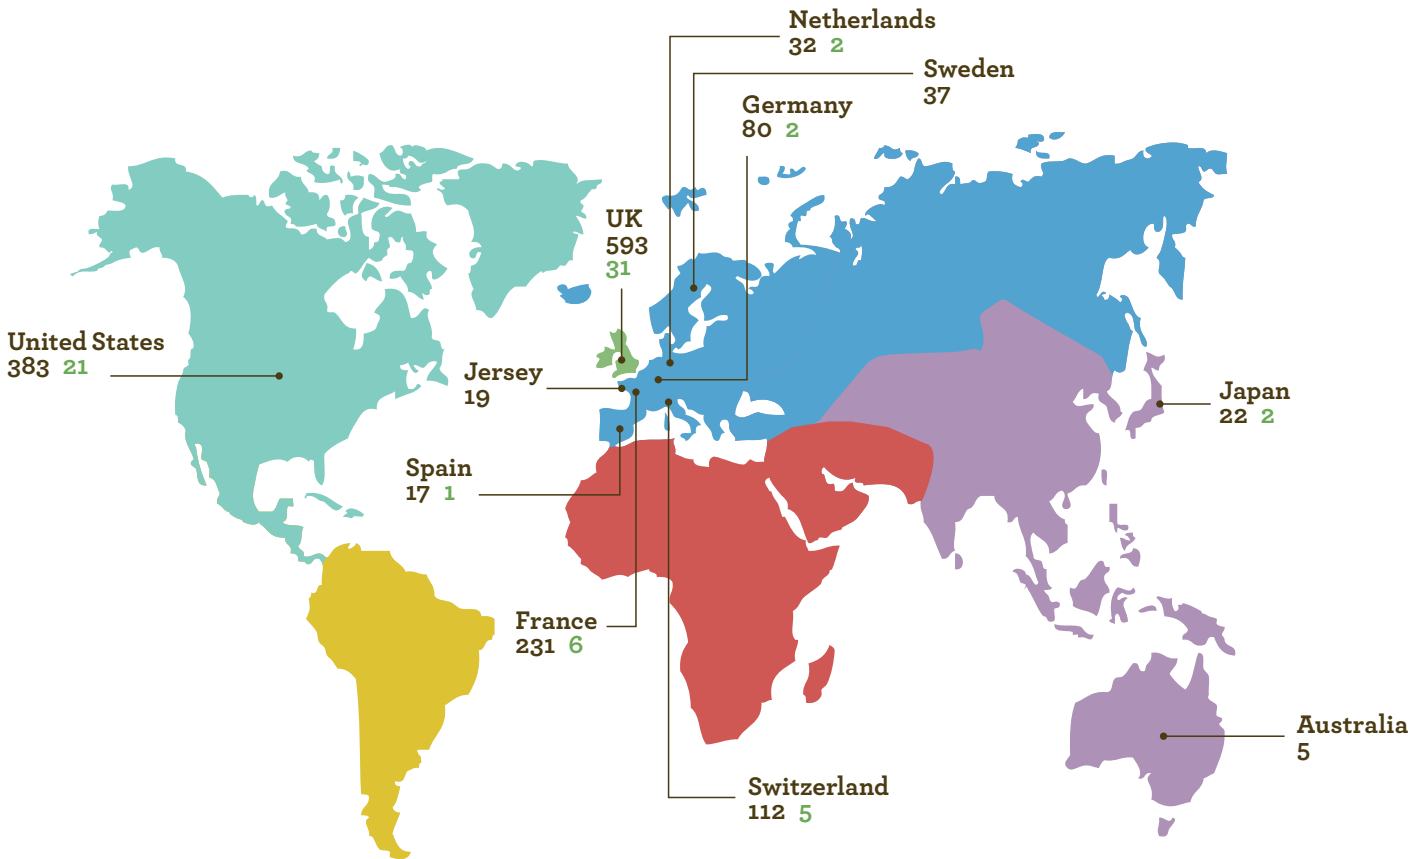 Netherlands
32 2
Sweden
37
Germany
80 2
UK
593
31
United States
383 21
Jersey
19
Japan
22 2
Spain
17 1
France
231 6
Australia
5
Switzerland
112 5